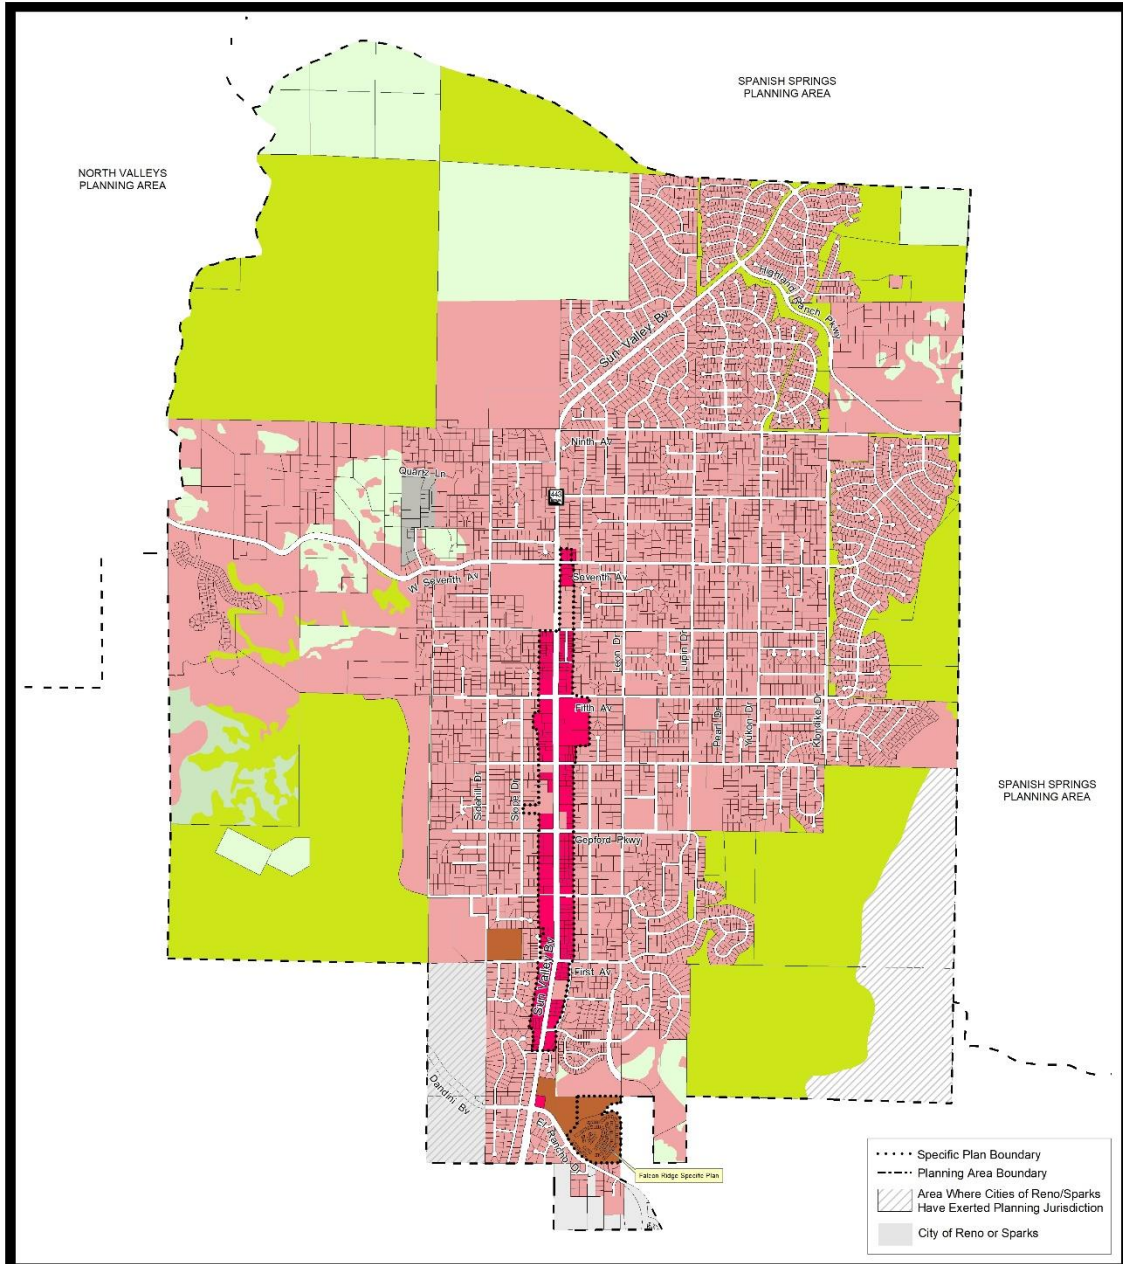 SPANISH SPRINGS
PLANNING AREA
NORTH VALLEYS
PLANNING AREA
Highland Ranch Pkwy
Sun Valley Bv
Ninth Av
Quartz Ln
W Seventh Av
Seventh Av
Leon Dr
Lupin Dr
Fifth Av
Pearl Dr
Yukon Dr
Klondike Dr
Sidehill Dr
Slope Dr
SPANISH SPRINGS
PLANNING AREA
Gepford Pkwy
Sun Valley Bv
First Av
Dandini Bv
El Rancho Dr
Falcon Ridge Specific Plan
Specific Plan Boundary
Planning Area Boundary
Area Where Cities of Reno/Sparks
Have Exerted Planning Jurisdiction
City of Reno or Sparks